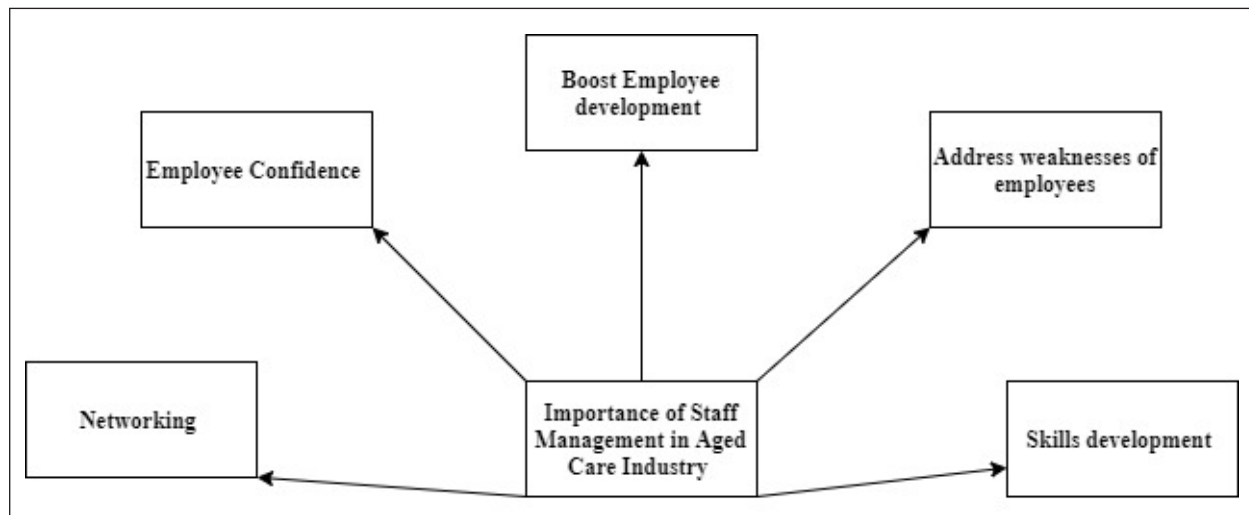 Boost Employee
development
Employee Confidence
Address weaknesses of
employees
Networking
Importance of Staff
Management in Aged
Care Industry
Skills development